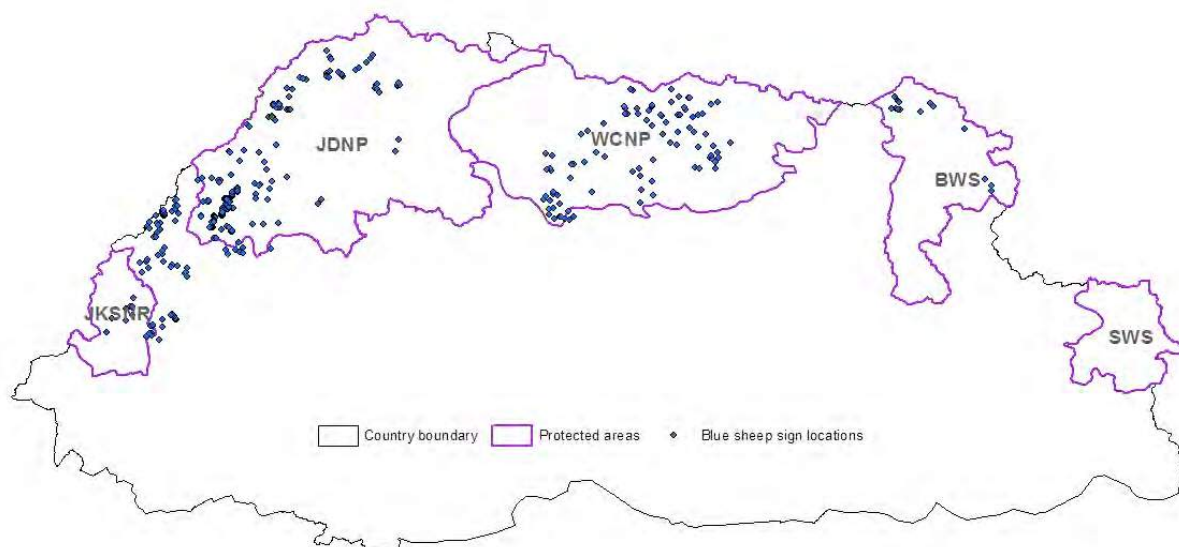 JDNP
WCNP
BWS
JKSNR
SWS
Country boundary Protected areas Blue sheep sign locations